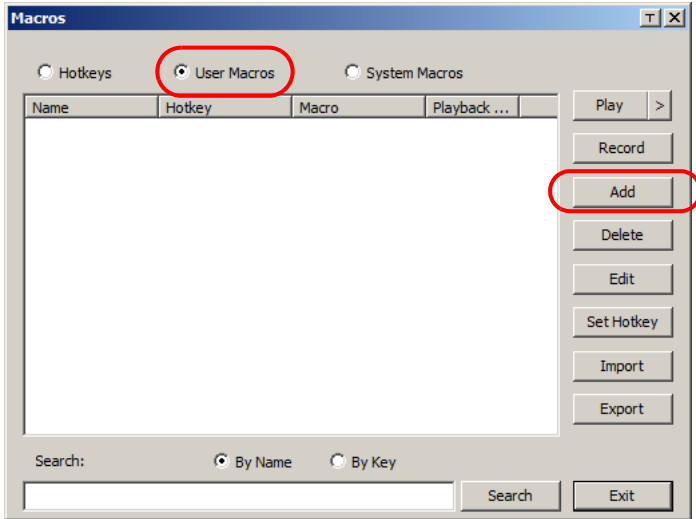 Macros T X
Hotkeys User Macros System Macros
Name Hotkey Macro Playback ...
Play >
Record
Add
Delete
Edit
Set Hotkey
Import
Export
Search: By Name By Key
Search Exit